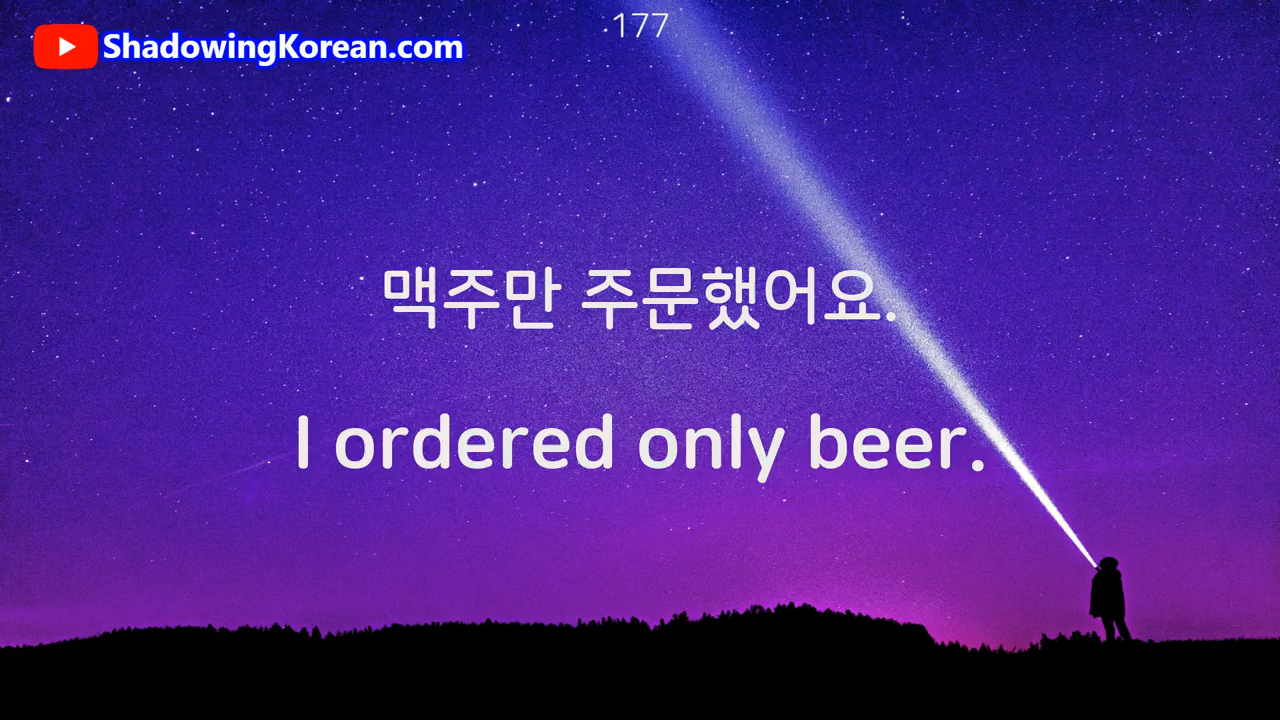 177
ShadowingKorean.com
맥주만 주문했어요.
I ordered only beer.